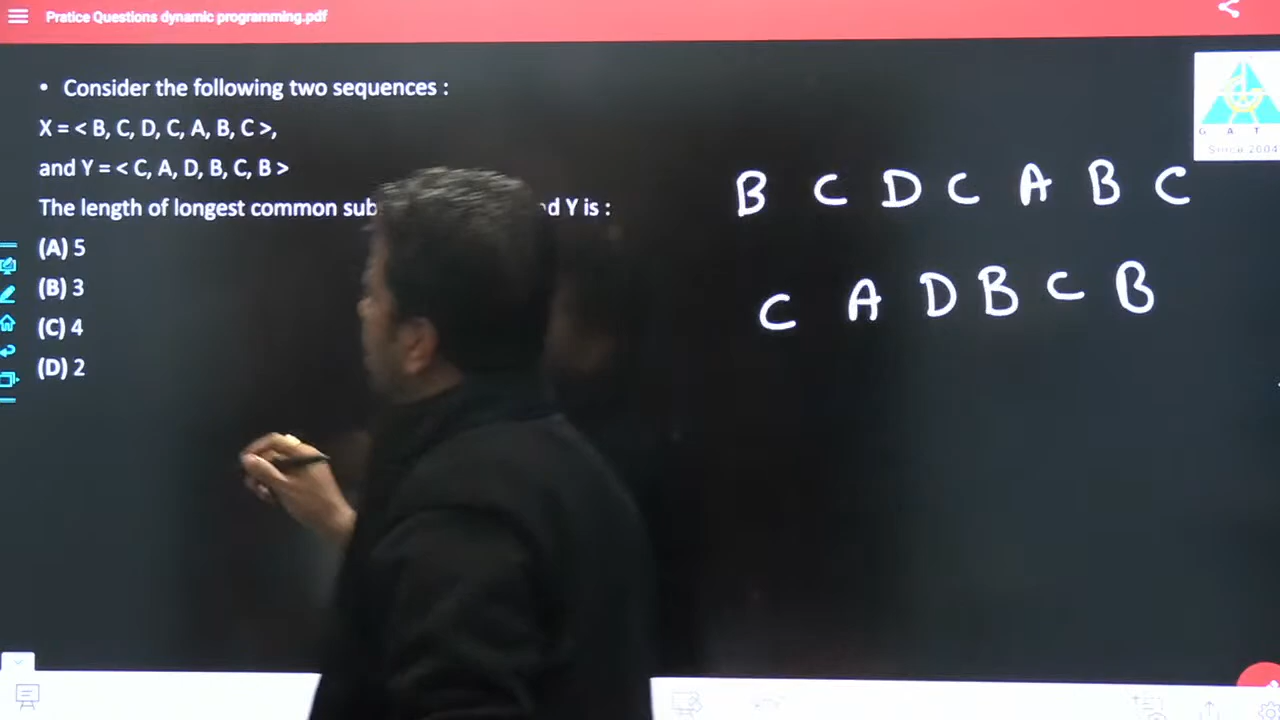 Pratice Questions dynamic programming.pdf
• Consider the following two sequences :
X = < B, C, D, C, A, B, C >,
and Y = < C, A, D, B, C, B >
The length of longest common sub d Y is :
(A) 5
(B) 3
(C) 4
(D) 2
B C D C A B C
C A D B C B
G A T
Since 2004